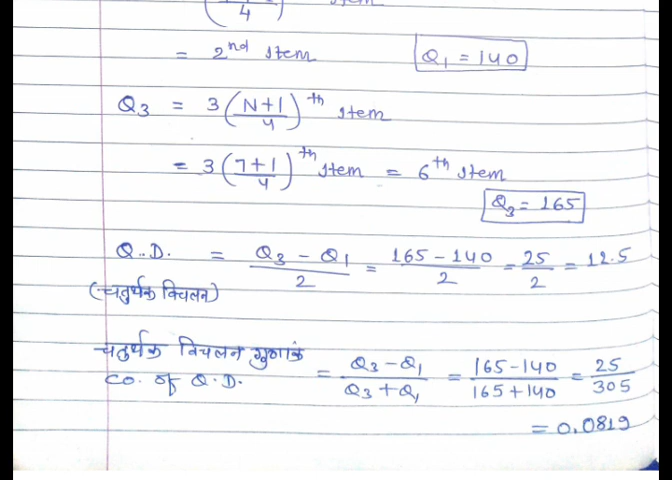 4
= 2nd Item Q1 = 140
Q3 = 3 (N+1/4)th Item
= 3 (7+1/4)th Item = 6th Item
Q3 = 165
Q.D. = Q3 - Q1 / 2 = 165 - 140 / 2 = 25 / 2 = 12.5
(चतुर्थक विचलन)
चतुर्थक विचलन गुणांक
Co. of Q.D. = Q3 - Q1 / Q3 + Q1 = 165 - 140 / 165 + 140 = 25 / 305
= 0.0819